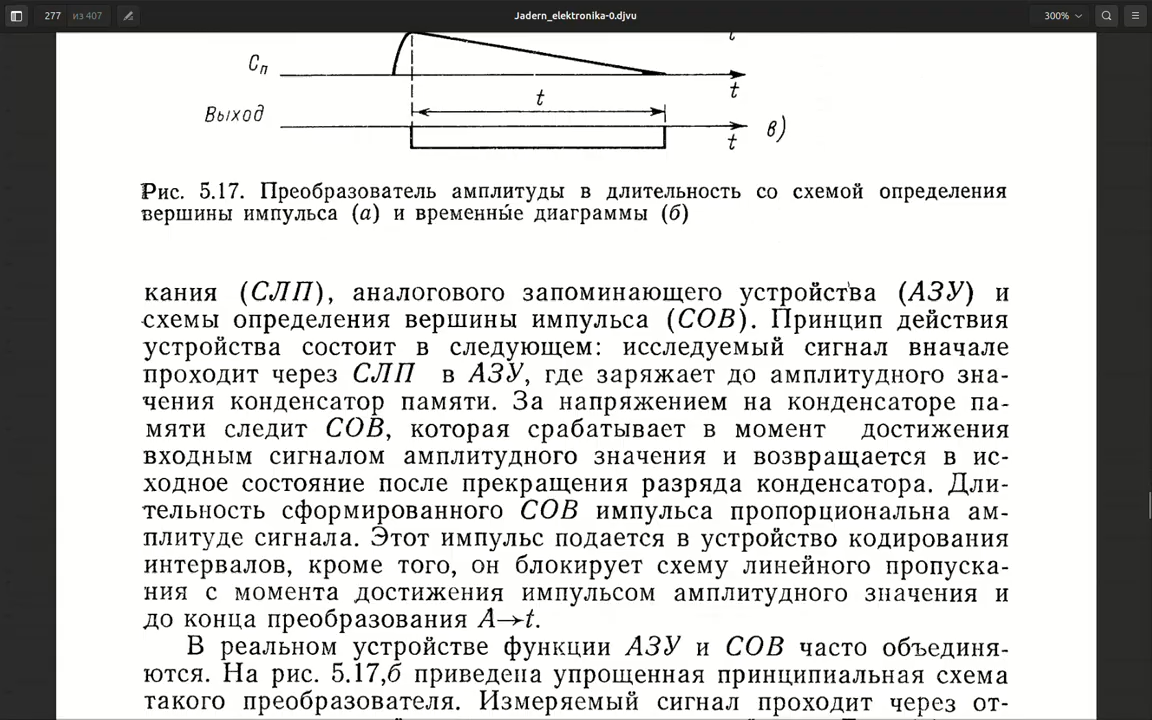 277
из 407
Jadern_elektronika-0.djvu
300%
t
Cп
t
t
Выход
t
в)
Рис. 5.17. Преобразователь амплитуды в длительность со схемой определения
вершины импульса (а) и временные диаграммы (б)
кания (СЛП), аналогового запоминающего устройства (АЗУ) и
схемы определения вершины импульса (СОВ). Принцип действия
устройства состоит в следующем: исследуемый сигнал вначале
проходит через СЛП в АЗУ, где заряжает до амплитудного зна-
чения конденсатор памяти. За напряжением на конденсаторе па-
мяти следит СОВ, которая срабатывает в момент достижения
входным сигналом амплитудного значения и возвращается в ис-
ходное состояние после прекращения разряда конденсатора. Дли-
тельность сформированного СОВ импульса пропорциональна ам-
плитуде сигнала. Этот импульс подается в устройство кодирования
интервалов, кроме того, он блокирует схему линейного пропуска-
ния с момента достижения импульсом амплитудного значения и
до конца преобразования A→t.
В реальном устройстве функции АЗУ и СОВ часто объединя-
ются. На рис. 5.17,б приведена упрощенная принципиальная схема
такого преобразователя. Измеряемый сигнал проходит через от-